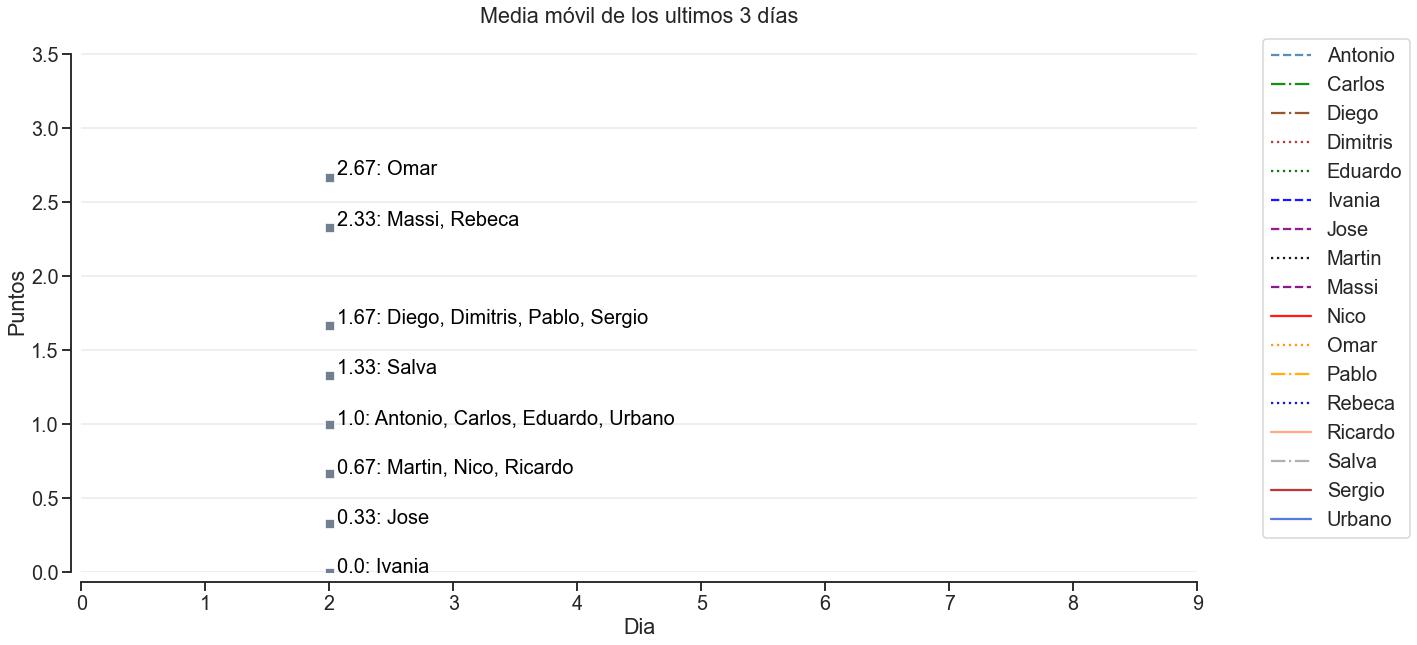 Media móvil de los ultimos 3 días
3.5
3.0
2.5
2.0
1.5
1.0
0.5
0.0
Puntos
2.67: Omar
2.33: Massi, Rebeca
1.67: Diego, Dimitris, Pablo, Sergio
1.33: Salva
1.0: Antonio, Carlos, Eduardo, Urbano
0.67: Martin, Nico, Ricardo
0.33: Jose
0.0: Ivania
0 1 2 3 4 5 6 7 8 9
Dia
Antonio
Carlos
Diego
Dimitris
Eduardo
Ivania
Jose
Martin
Massi
Nico
Omar
Pablo
Rebeca
Ricardo
Salva
Sergio
Urbano